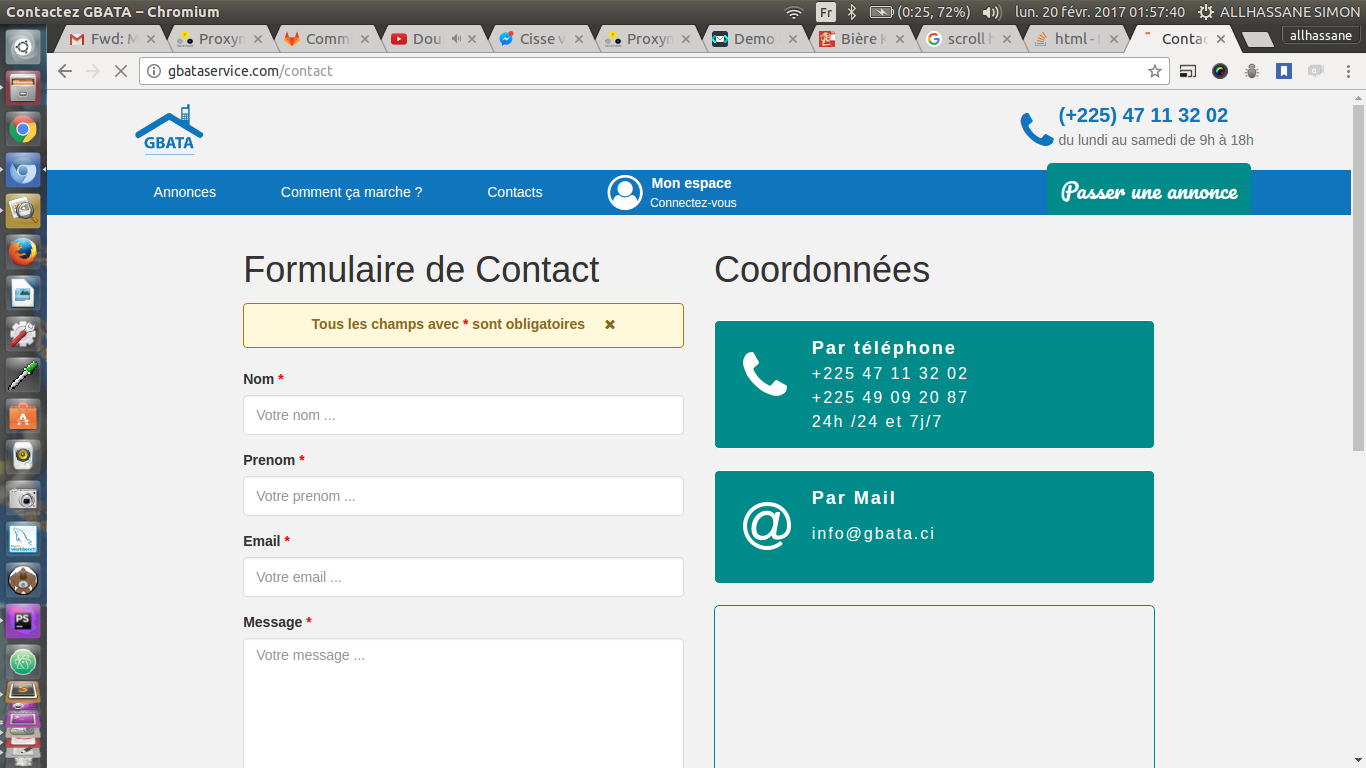 Contactez GBATA – Chromium
Fr
(0:25, 72%)
lun. 20 févr. 2017 01:57:40
ALLHASSANE SIMON
Fwd: M
Proxyn
Comm
Dou
Cisse v
Proxyn
Demo
Bière
scroll
html -
Contac
allhassane
gbataservice.com/contact
GBATA
(+225) 47 11 32 02
du lundi au samedi de 9h à 18h
Annonces
Comment ça marche ?
Contacts
Mon espace
Connectez-vous
Passer une annonce
Formulaire de Contact
Tous les champs avec * sont obligatoires
Nom *
Votre nom ...
Prenom *
Votre prenom ...
Email *
Votre email ...
Message *
Votre message ...
Coordonnées
Par téléphone
+225 47 11 32 02
+225 49 09 20 87
24h /24 et 7j/7
Par Mail
info@gbata.ci